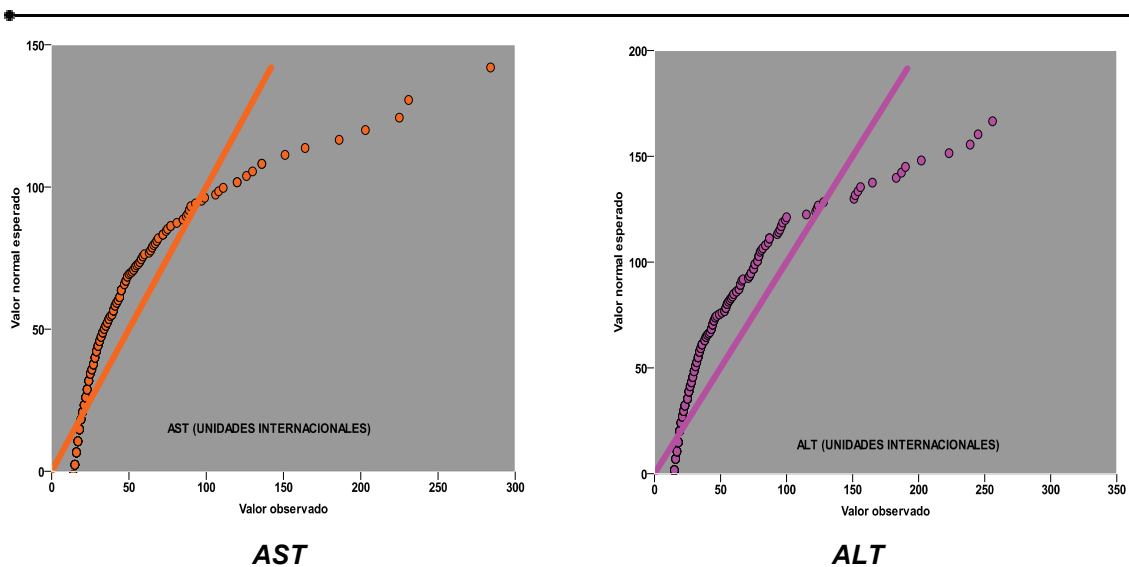 150
100
50
0
0 50 100 150 200 250 300
Valor normal esperado
AST (UNIDADES INTERNACIONALES)
Valor observado
AST
200
150
100
50
0
0 50 100 150 200 250 300 350
Valor normal esperado
ALT (UNIDADES INTERNACIONALES)
Valor observado
ALT